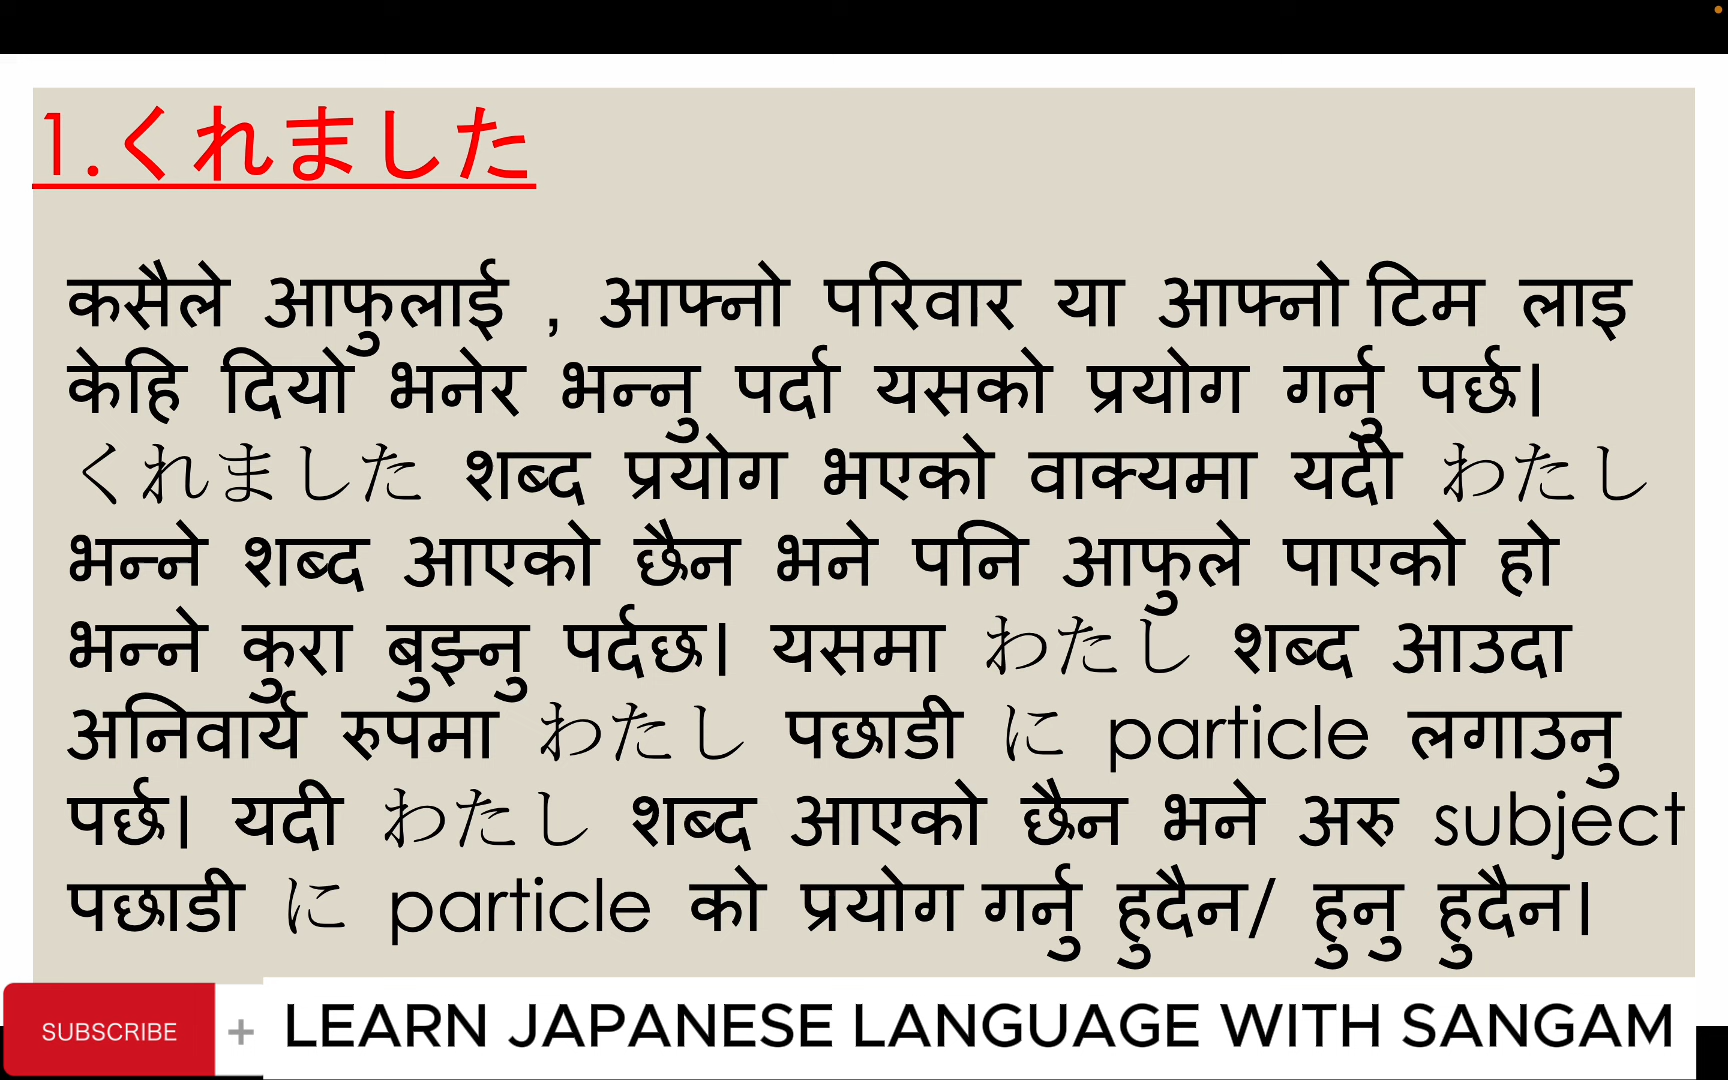 1.くれました
कसैले आफुलाई , आफ्नो परिवार या आफ्नो टिम लाइ
केहि दियो भनेर भन्नु पर्दा यसको प्रयोग गर्नु पर्छ।
くれました शब्द प्रयोग भएको वाक्यमा यदी わたし
भन्ने शब्द आएको छैन भने पनि आफुले पाएको हो
भन्ने कुरा बुझ्नु पर्दछ। यसमा わたし शब्द आउदा
अनिवार्य रुपमा わたし पछाडी に particle लगाउनु
पर्छ। यदी わたし शब्द आएको छैन भने अरु subject
पछाडी に particle को प्रयोग गर्नु हुदैन/ हुनु हुदैन।
SUBSCRIBE + LEARN JAPANESE LANGUAGE WITH SANGAM